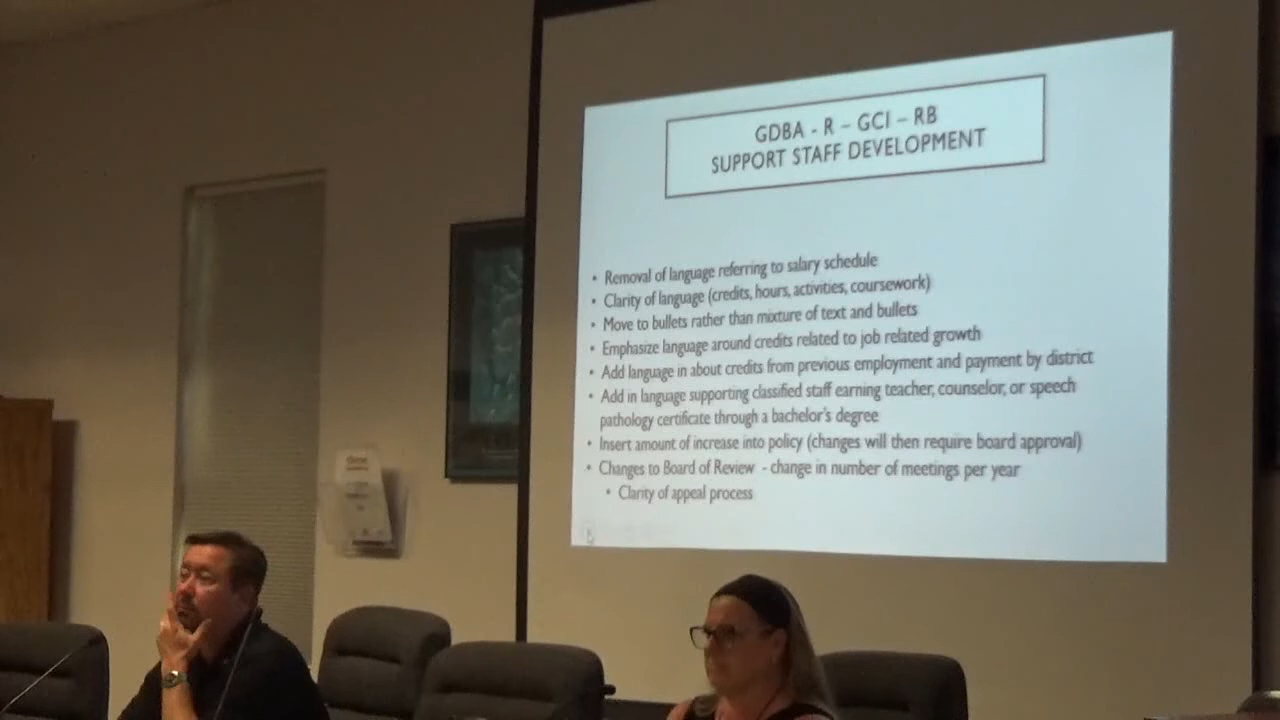 GDBA - R – GCI – RB
SUPPORT STAFF DEVELOPMENT
• Removal of language referring to salary schedule
• Clarity of language (credits, hours, activities, coursework)
• Move to bullets rather than mixture of text and bullets
• Emphasize language around credits related to job related growth
• Add language in about credits from previous employment and payment by district
• Add in language supporting classified staff earning teacher, counselor, or speech
pathology certificate through a bachelor's degree
• Insert amount of increase into policy (changes will then require board approval)
• Changes to Board of Review - change in number of meetings per year
• Clarity of appeal process